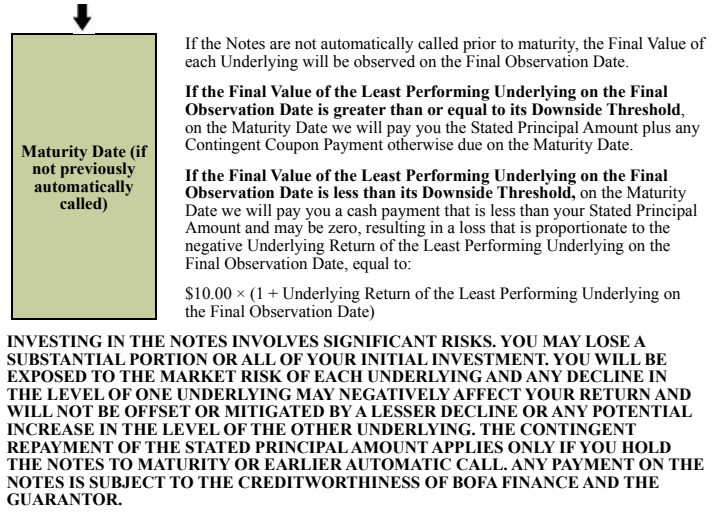 Maturity Date (if
not previously
automatically
called)
If the Notes are not automatically called prior to maturity, the Final Value of
each Underlying will be observed on the Final Observation Date.
If the Final Value of the Least Performing Underlying on the Final
Observation Date is greater than or equal to its Downside Threshold,
on the Maturity Date we will pay you the Stated Principal Amount plus any
Contingent Coupon Payment otherwise due on the Maturity Date.
If the Final Value of the Least Performing Underlying on the Final
Observation Date is less than its Downside Threshold, on the Maturity
Date we will pay you a cash payment that is less than your Stated Principal
Amount and may be zero, resulting in a loss that is proportionate to the
negative Underlying Return of the Least Performing Underlying on the
Final Observation Date, equal to:
$10.00 × (1 + Underlying Return of the Least Performing Underlying on
the Final Observation Date)
INVESTING IN THE NOTES INVOLVES SIGNIFICANT RISKS. YOU MAY LOSE A
SUBSTANTIAL PORTION OR ALL OF YOUR INITIAL INVESTMENT. YOU WILL BE
EXPOSED TO THE MARKET RISK OF EACH UNDERLYING AND ANY DECLINE IN
THE LEVEL OF ONE UNDERLYING MAY NEGATIVELY AFFECT YOUR RETURN AND
WILL NOT BE OFFSET OR MITIGATED BY A LESSER DECLINE OR ANY POTENTIAL
INCREASE IN THE LEVEL OF THE OTHER UNDERLYING. THE CONTINGENT
REPAYMENT OF THE STATED PRINCIPAL AMOUNT APPLIES ONLY IF YOU HOLD
THE NOTES TO MATURITY OR EARLIER AUTOMATIC CALL. ANY PAYMENT ON THE
NOTES IS SUBJECT TO THE CREDITWORTHINESS OF BOFA FINANCE AND THE
GUARANTOR.